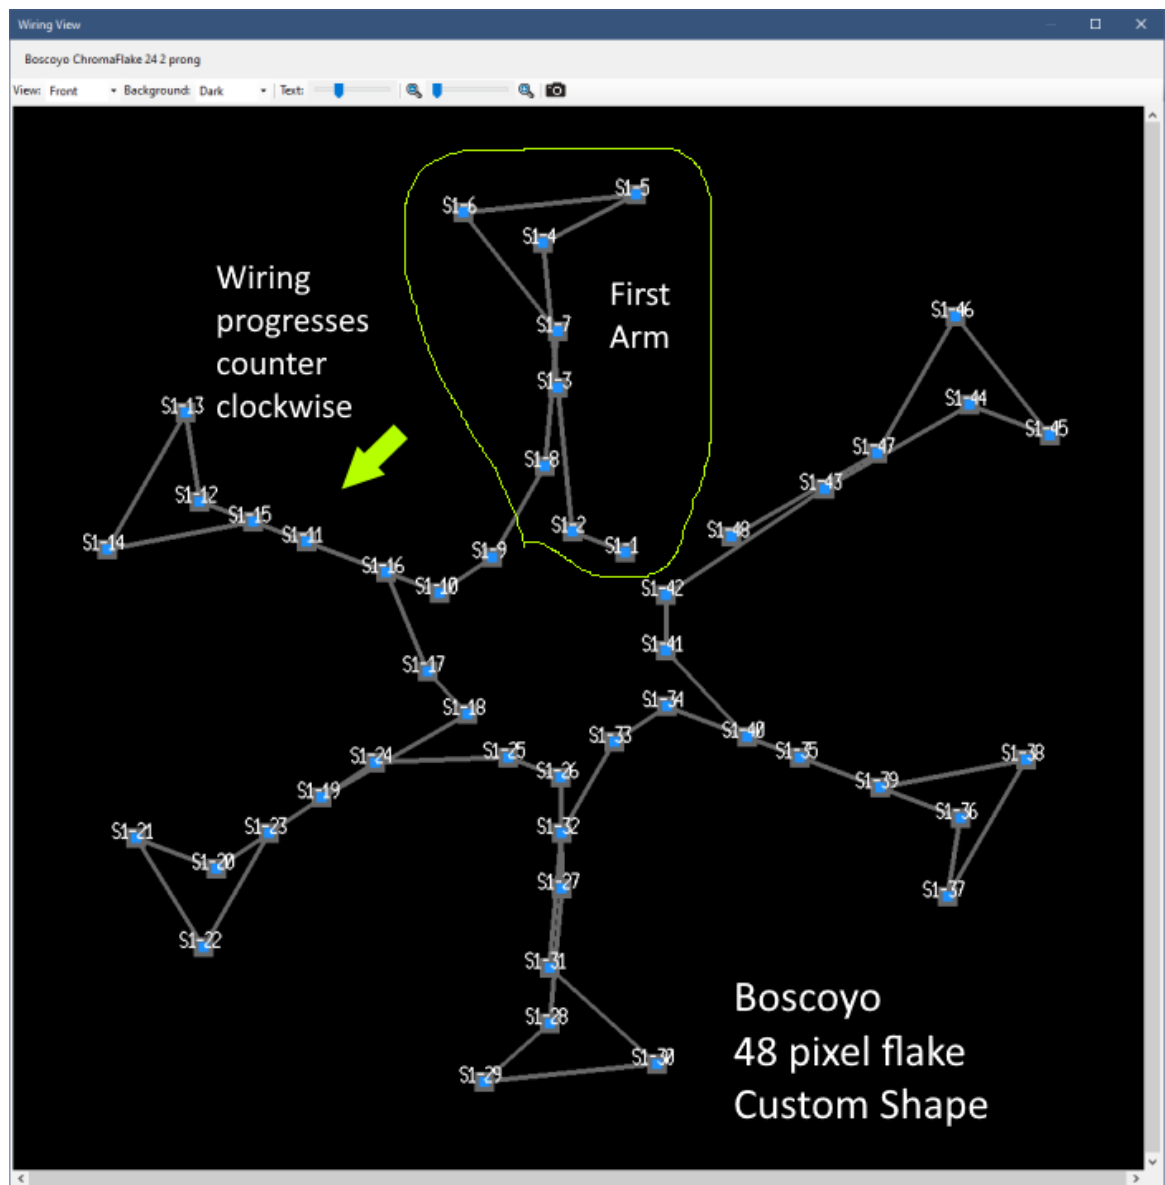 Wiring View
Boscoyo ChromaFlake 24 2 prong
View: Front Background: Dark Text:
S1-5
S1-6
S1-4
Wiring
progresses
counter
clockwise
First
Arm
S1-7
S1-46
S1-3
S1-13
S1-44
S1-45
S1-47
S1-8
S1-43
S1-12
S1-15
S1-11
S1-14
S1-2
S1-48
S1-1
S1-9
S1-16
S1-10
S1-42
S1-41
S1-17
S1-18
S1-34
S1-33
S1-40
S1-24
S1-25
S1-35
S1-38
S1-26
S1-19
S1-39
S1-21
S1-23
S1-32
S1-36
S1-20
S1-27
S1-37
S1-22
S1-31
S1-28
S1-30
S1-29
Boscoyo
48 pixel flake
Custom Shape